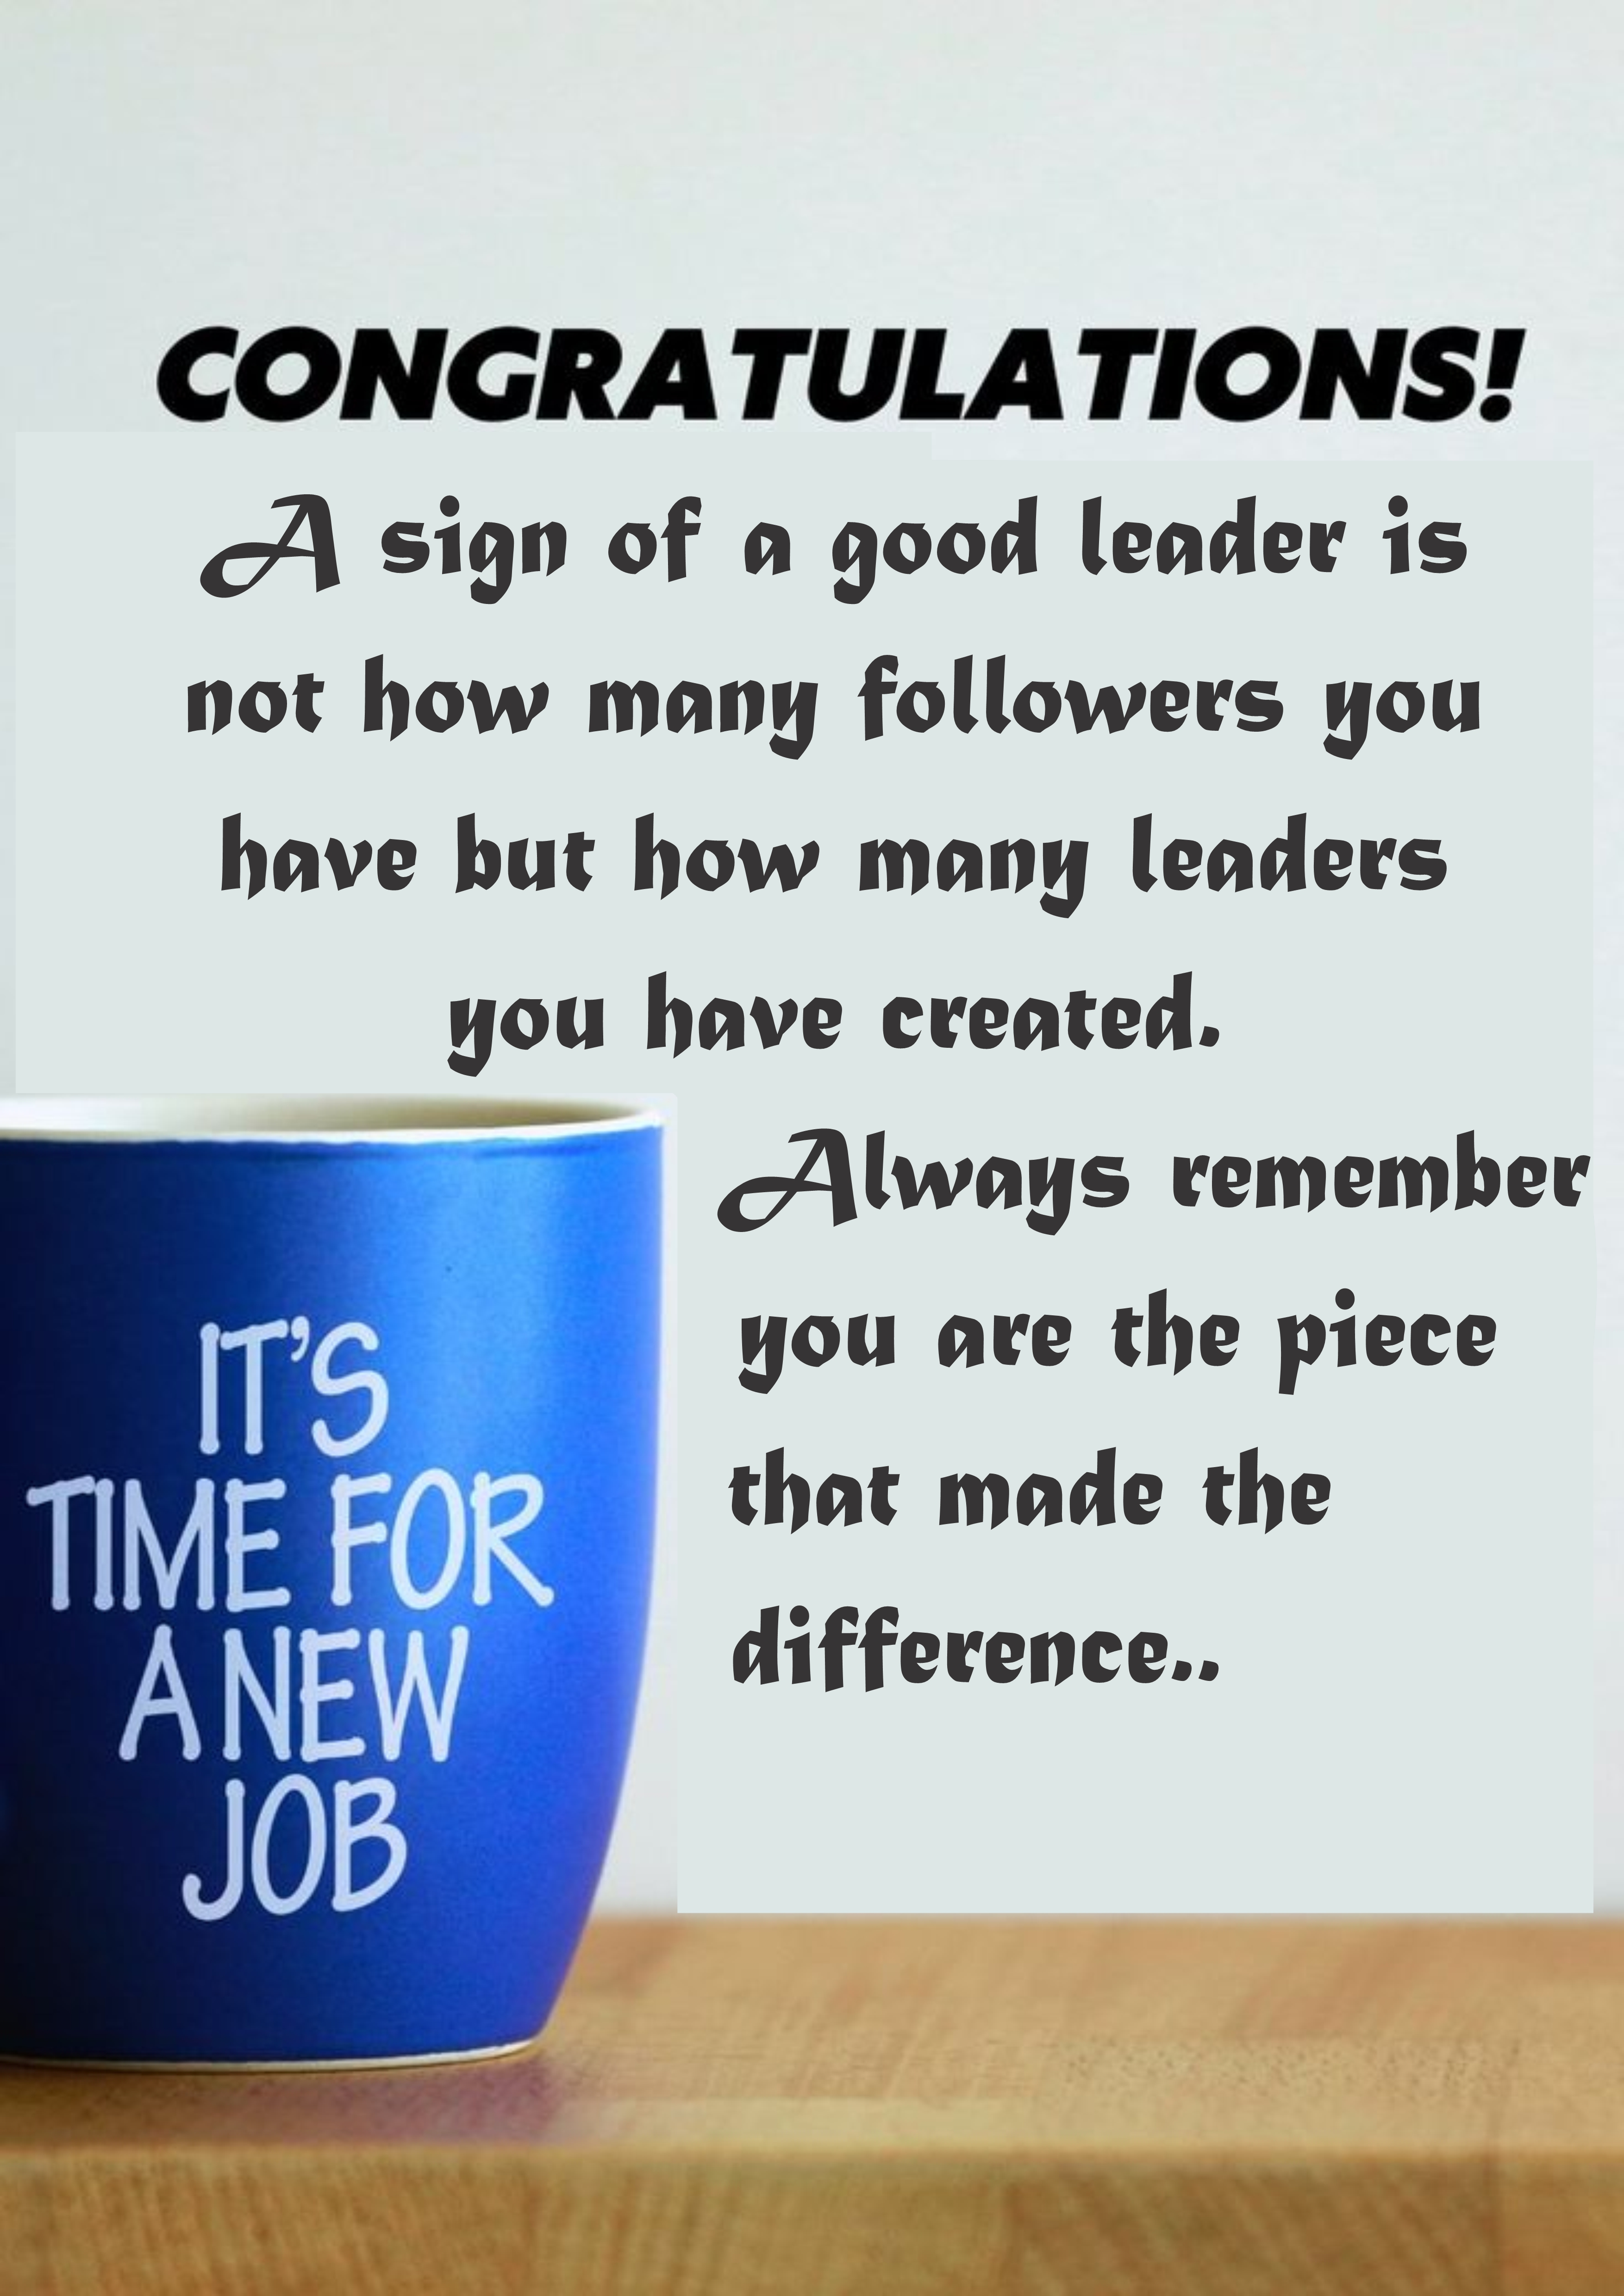 CONGRATULATIONS!
A sign of a good leader is
not how many followers you
have but how many leaders
you have created.
Always remember
you are the piece
that made the
difference..
IT'S
TIME FOR
A NEW
JOB